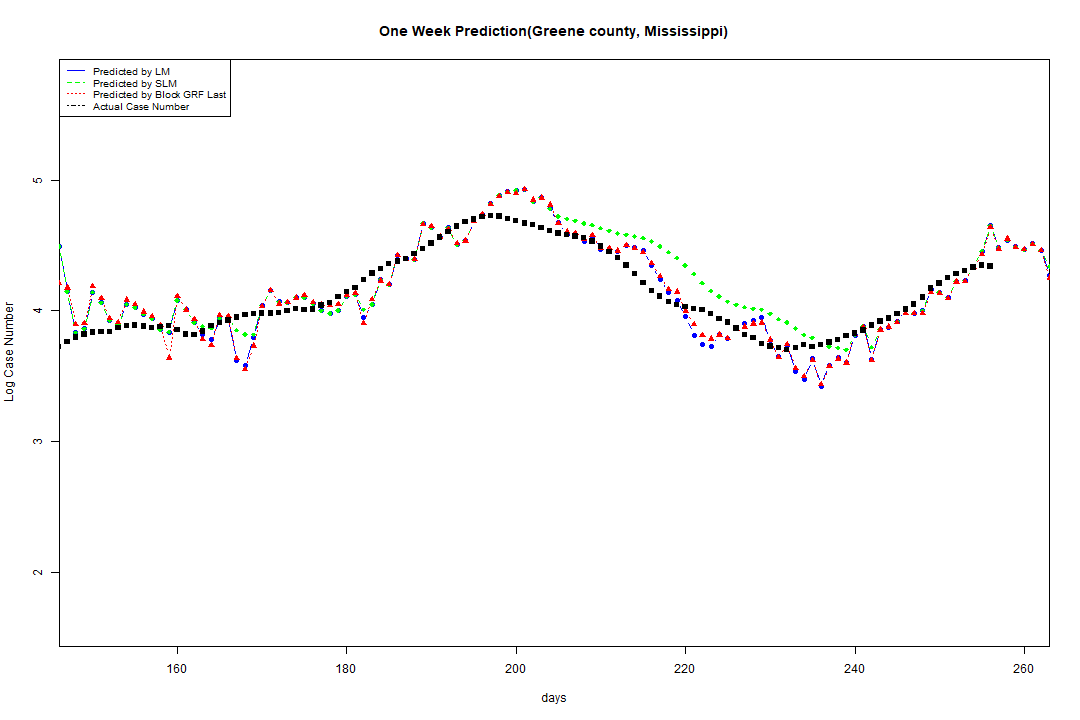 One Week Prediction(Greene county, Mississippi)
Predicted by LM
Predicted by SLM
Predicted by Block GRF Last
Actual Case Number
5
4
3
2
Log Case Number
160 180 200 220 240 260
days